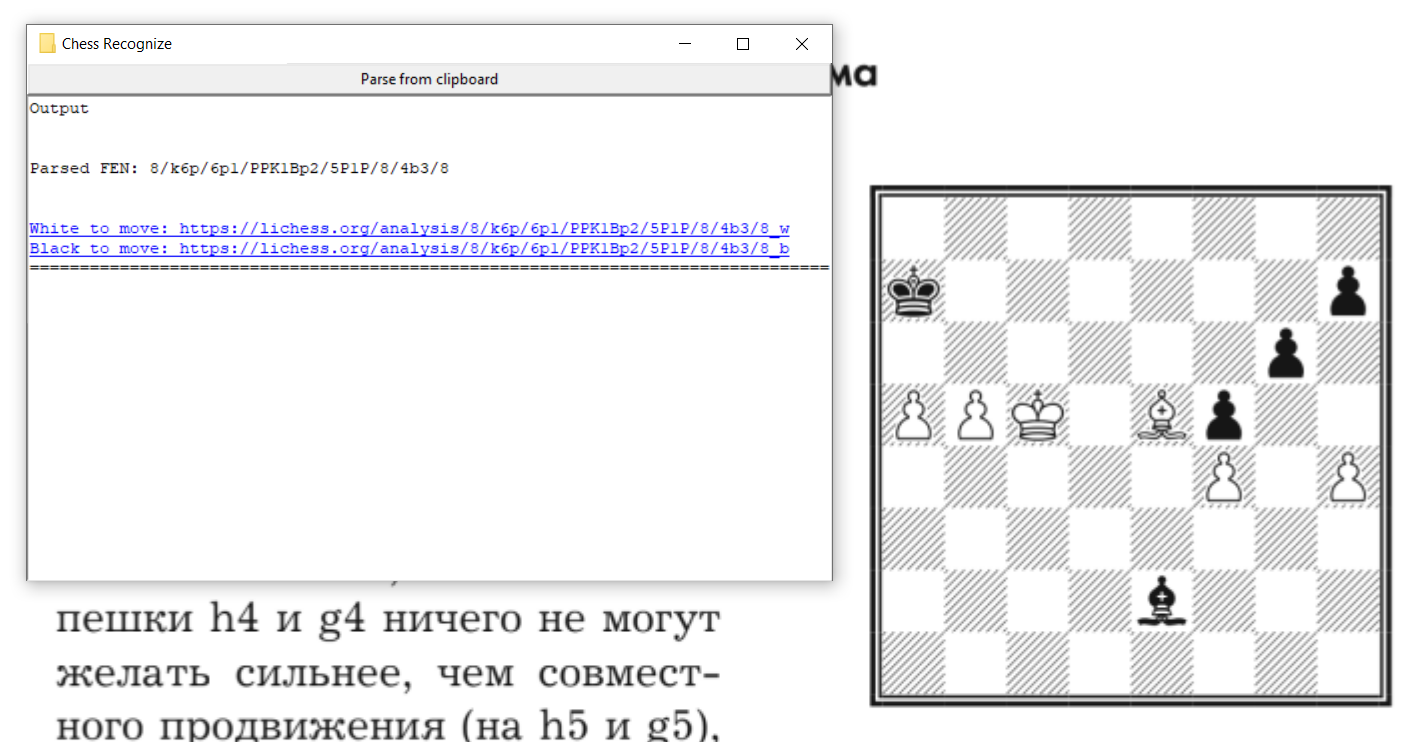 Chess Recognize
Parse from clipboard
ма
Output
Parsed FEN: 8/k6p/6p1/PPK1Bp2/5P1P/8/4b3/8
White to move: https://lichess.org/analysis/8/k6p/6p1/PPK1Bp2/5P1P/8/4b3/8_w
Black to move: https://lichess.org/analysis/8/k6p/6p1/PPK1Bp2/5P1P/8/4b3/8_b
================================================================================
пешки h4 и g4 ничего не могут
желать сильнее, чем совмест-
ного продвижения (на h5 и g5),